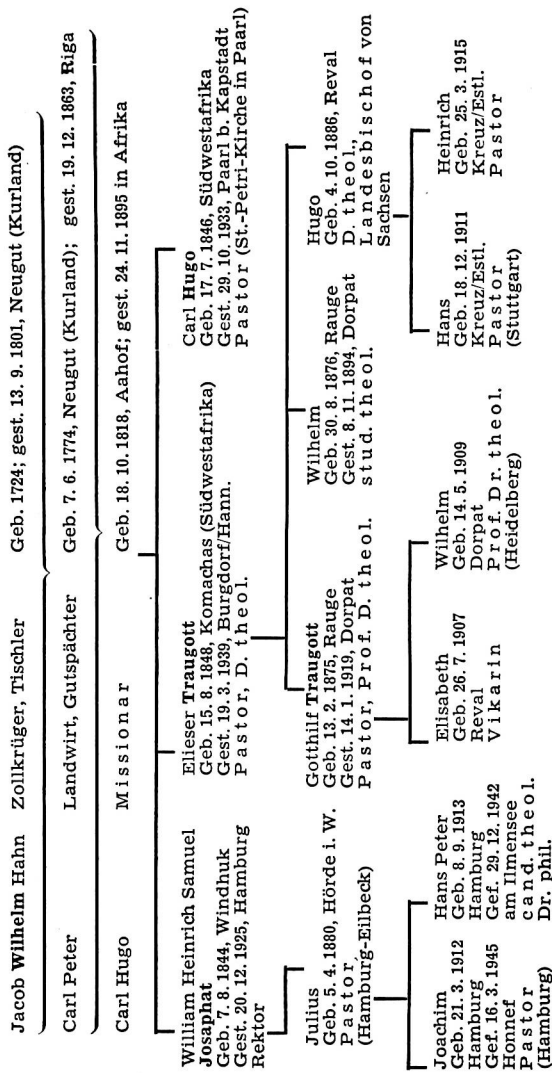 Jacob Wilhelm Hahn Zollkrüger, Tischler Geb. 1724; gest. 13. 9. 1801, Neugut (Kurland)
Carl Peter Landwirt, Gutspächter Geb. 7. 6. 1774, Neugut (Kurland); gest. 19. 12. 1863, Riga
Carl Hugo Missionar Geb. 18. 10. 1818, Aahof; gest. 24. 11. 1895 in Afrika
William Heinrich Samuel
Josaphat
Geb. 7. 8. 1844, Windhuk
Gest. 20. 12. 1925, Hamburg
Rektor
Elieser Traugott
Geb. 15. 8. 1848, Komachas (Südwestafrika)
Gest. 19. 3. 1939, Burgdorf/Hann.
Pastor, D. theol.
Carl Hugo
Geb. 17. 7. 1846, Südwestafrika
Gest. 29. 10. 1933, Paarl b. Kapstadt
Pastor (St.-Petri-Kirche in Paarl)
Julius
Geb. 5. 4. 1880, Hörde i. W.
Pastor
(Hamburg-Eilbeck)
Gotthilf Traugott
Geb. 13. 2. 1875, Rauge
Gest. 14. 1. 1919, Dorpat
Pastor, Prof. D. theol.
Wilhelm
Geb. 30. 8. 1876, Rauge
Gest. 8. 11. 1894, Dorpat
stud. theol.
Hugo
Geb. 4. 10. 1886, Reval
D. theol.,
Landesbischof von
Sachsen
Joachim
Geb. 21. 3. 1912
Hamburg
Gef. 16. 3. 1945
Honnef
Pastor
(Hamburg)
Hans Peter
Geb. 8. 9. 1913
Hamburg
Gef. 29. 12. 1942
am Ilmensee
cand. theol.
Dr. phil.
Elisabeth
Geb. 26. 7. 1907
Reval
Vikarin
Wilhelm
Geb. 14. 5. 1909
Dorpat
Prof. Dr. theol.
(Heidelberg)
Hans
Geb. 18. 12. 1911
Kreuz/Estl.
Pastor
(Stuttgart)
Heinrich
Geb. 25. 3. 1915
Kreuz/Estl.
Pastor